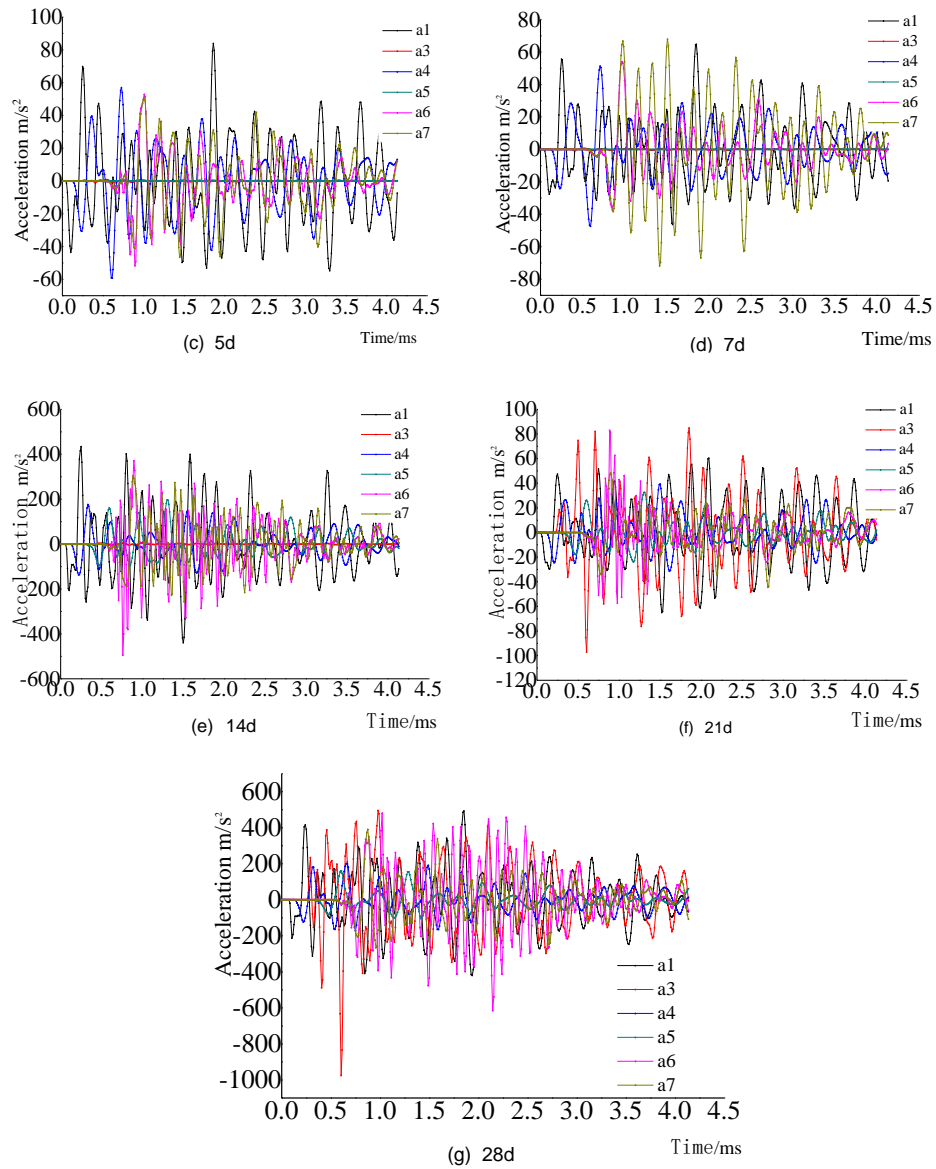 100
80
60
40
20
0
-20
-40
-60
Acceleration m/s²
a1
a3
a4
a5
a6
a7
0.0 0.5 1.0 1.5 2.0 2.5 3.0 3.5 4.0 4.5
(c) 5d
Time/ms
80
60
40
20
0
-20
-40
-60
80
Acceleration m/s²
a1
a3
a4
a5
a6
a7
0.0 0.5 1.0 1.5 2.0 2.5 3.0 3.5 4.0 4.5
(d) 7d
Time/ms
600
400
200
0
-200
-400
-600
Acceleration m/s²
a1
a3
a4
a5
a6
a7
0.0 0.5 1.0 1.5 2.0 2.5 3.0 3.5 4.0 4.5
(e) 14d
Time/ms
100
80
60
40
20
0
-20
-40
-60
-80
-100
-120
Acceleration m/s²
a1
a3
a4
a5
a6
a7
0.0 0.5 1.0 1.5 2.0 2.5 3.0 3.5 4.0 4.5
(f) 21d
Time/ms
600
400
200
0
-200
-400
-600
-800
-1000
Acceleration m/s²
a1
a3
a4
a5
a6
a7
0.0 0.5 1.0 1.5 2.0 2.5 3.0 3.5 4.0 4.5
(g) 28d
Time/ms